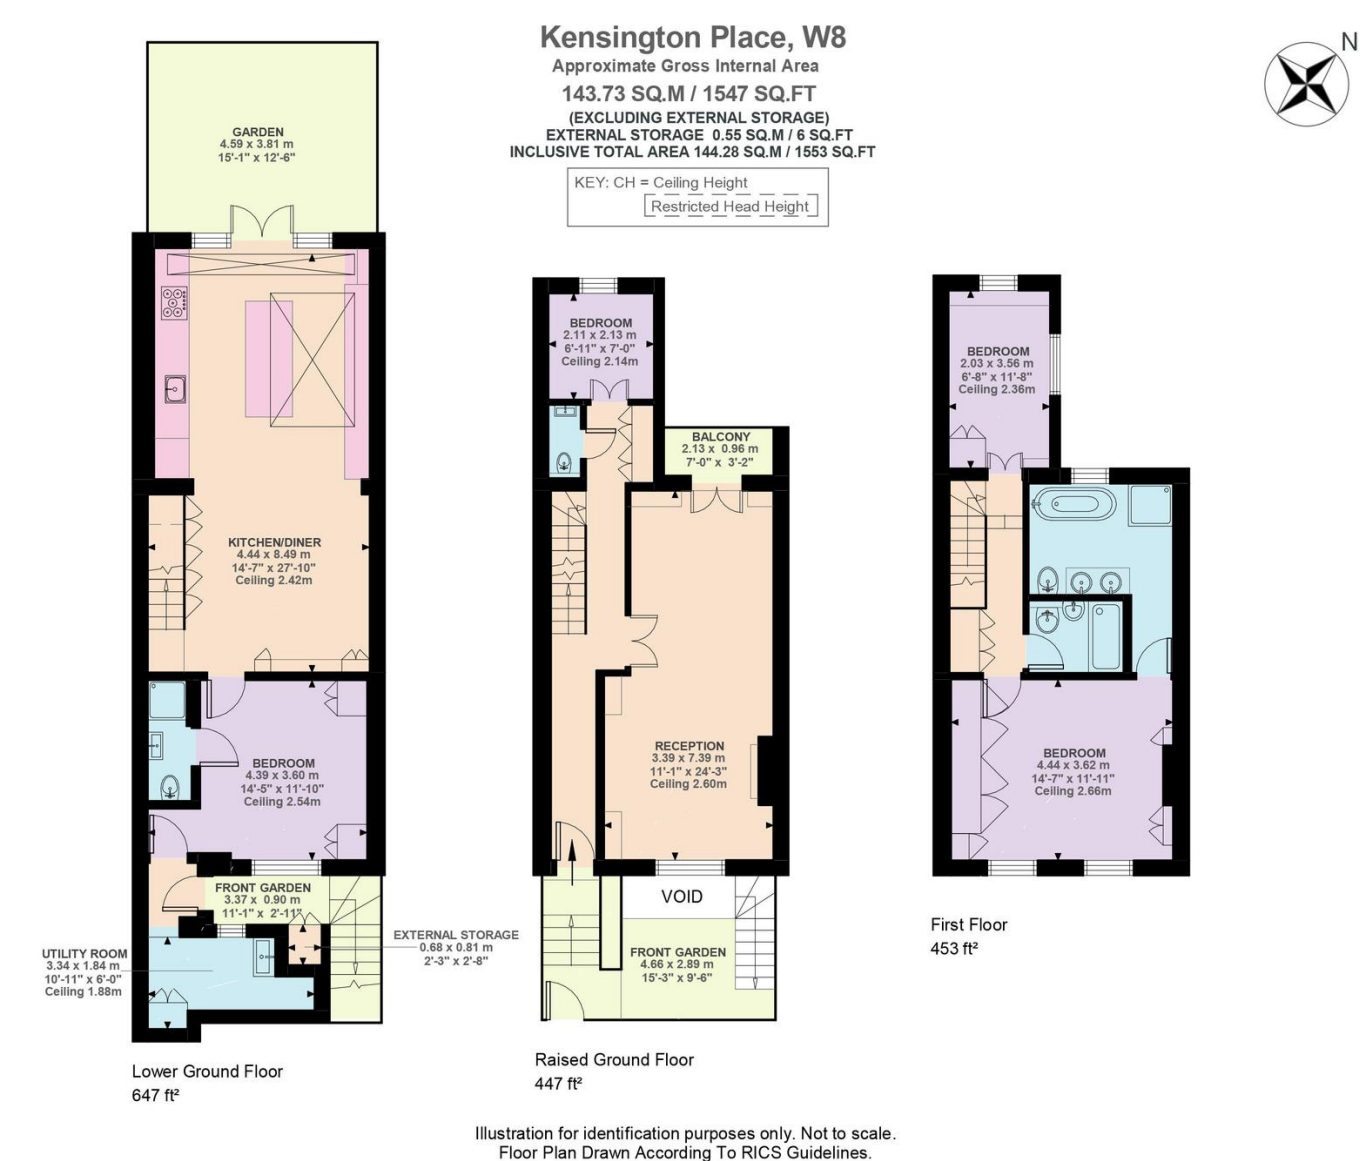 Kensington Place, W8
Approximate Gross Internal Area
143.73 SQ.M / 1547 SQ.FT
(EXCLUDING EXTERNAL STORAGE)
EXTERNAL STORAGE 0.55 SQ.M / 6 SQ.FT
INCLUSIVE TOTAL AREA 144.28 SQ.M / 1553 SQ.FT
KEY: CH = Ceiling Height
Restricted Head Height
N
GARDEN
4.59 x 3.81 m
15'-1" x 12'-6"
KITCHEN/DINER
4.44 x 8.49 m
14'-7" x 27'-10"
Ceiling 2.42m
BEDROOM
4.39 x 3.60 m
14'-5" x 11'-10"
Ceiling 2.54m
FRONT GARDEN
3.37 x 0.90 m
11'-1" x 2'-11"
EXTERNAL STORAGE
0.68 x 0.81 m
2'-3" x 2'-8"
UTILITY ROOM
3.34 x 1.84 m
10'-11" x 6'-0"
Ceiling 1.88m
Lower Ground Floor
647 ft²
BEDROOM
2.11 x 2.13 m
6'-11" x 7'-0"
Ceiling 2.14m
BALCONY
2.13 x 0.96 m
7'-0" x 3'-2"
RECEPTION
3.39 x 7.39 m
11'-1" x 24'-3"
Ceiling 2.60m
VOID
FRONT GARDEN
4.66 x 2.89 m
15'-3" x 9'-6"
Raised Ground Floor
447 ft²
BEDROOM
2.03 x 3.56 m
6'-8" x 11'-8"
Ceiling 2.36m
BEDROOM
4.44 x 3.62 m
14'-7" x 11'-11"
Ceiling 2.66m
First Floor
453 ft²
Illustration for identification purposes only. Not to scale.
Floor Plan Drawn According To RICS Guidelines.